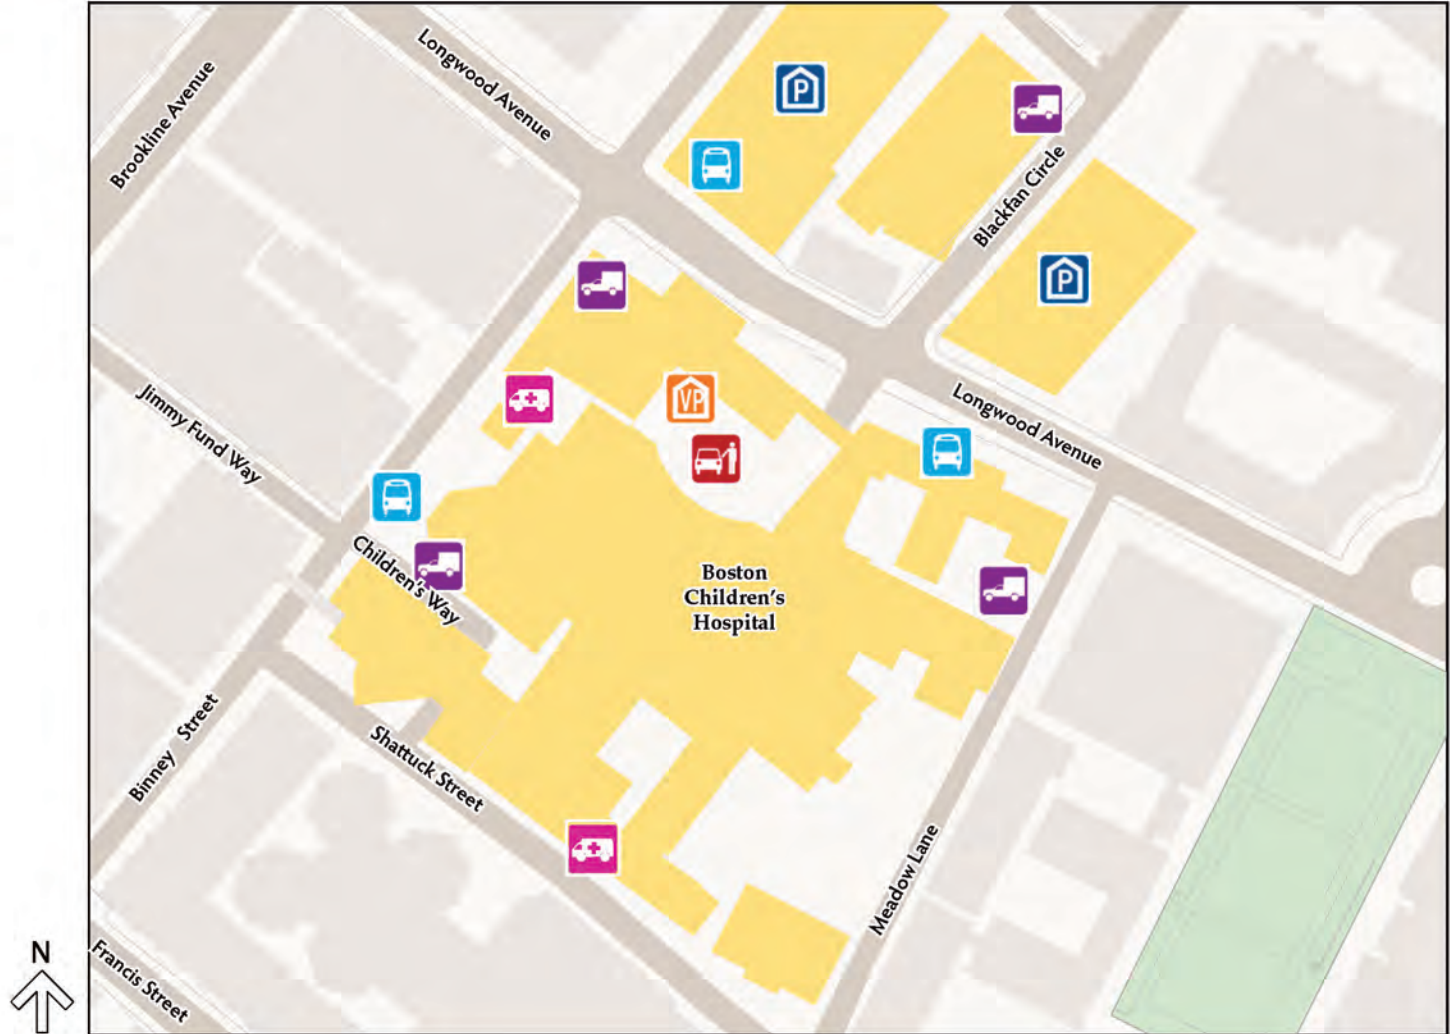 Longwood Avenue
Brookline Avenue
P
Blackfan Circle
P
Jimmy Fund Way
VP
Longwood Avenue
Children's Way
Boston
Children's
Hospital
Binney Street
Shattuck Street
Meadow Lane
N
Francis Street